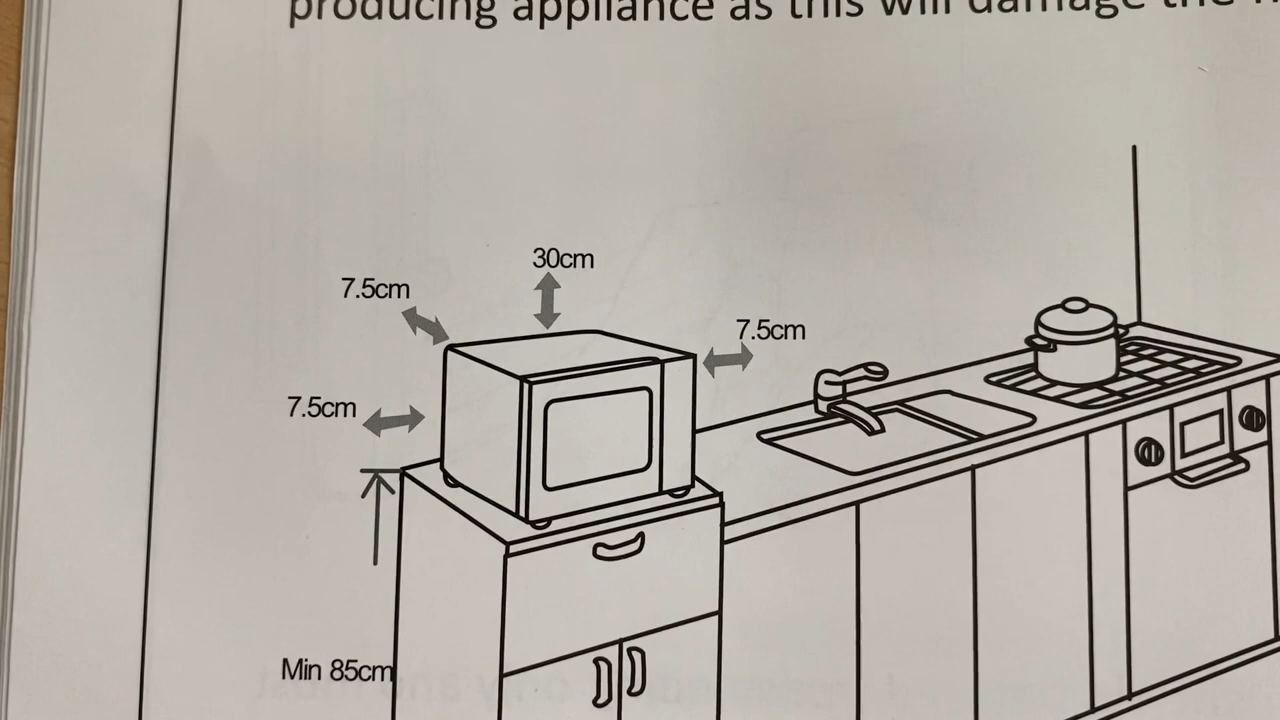 producing appliance as this will damage the
30cm
7.5cm
7.5cm
7.5cm
Min 85cm